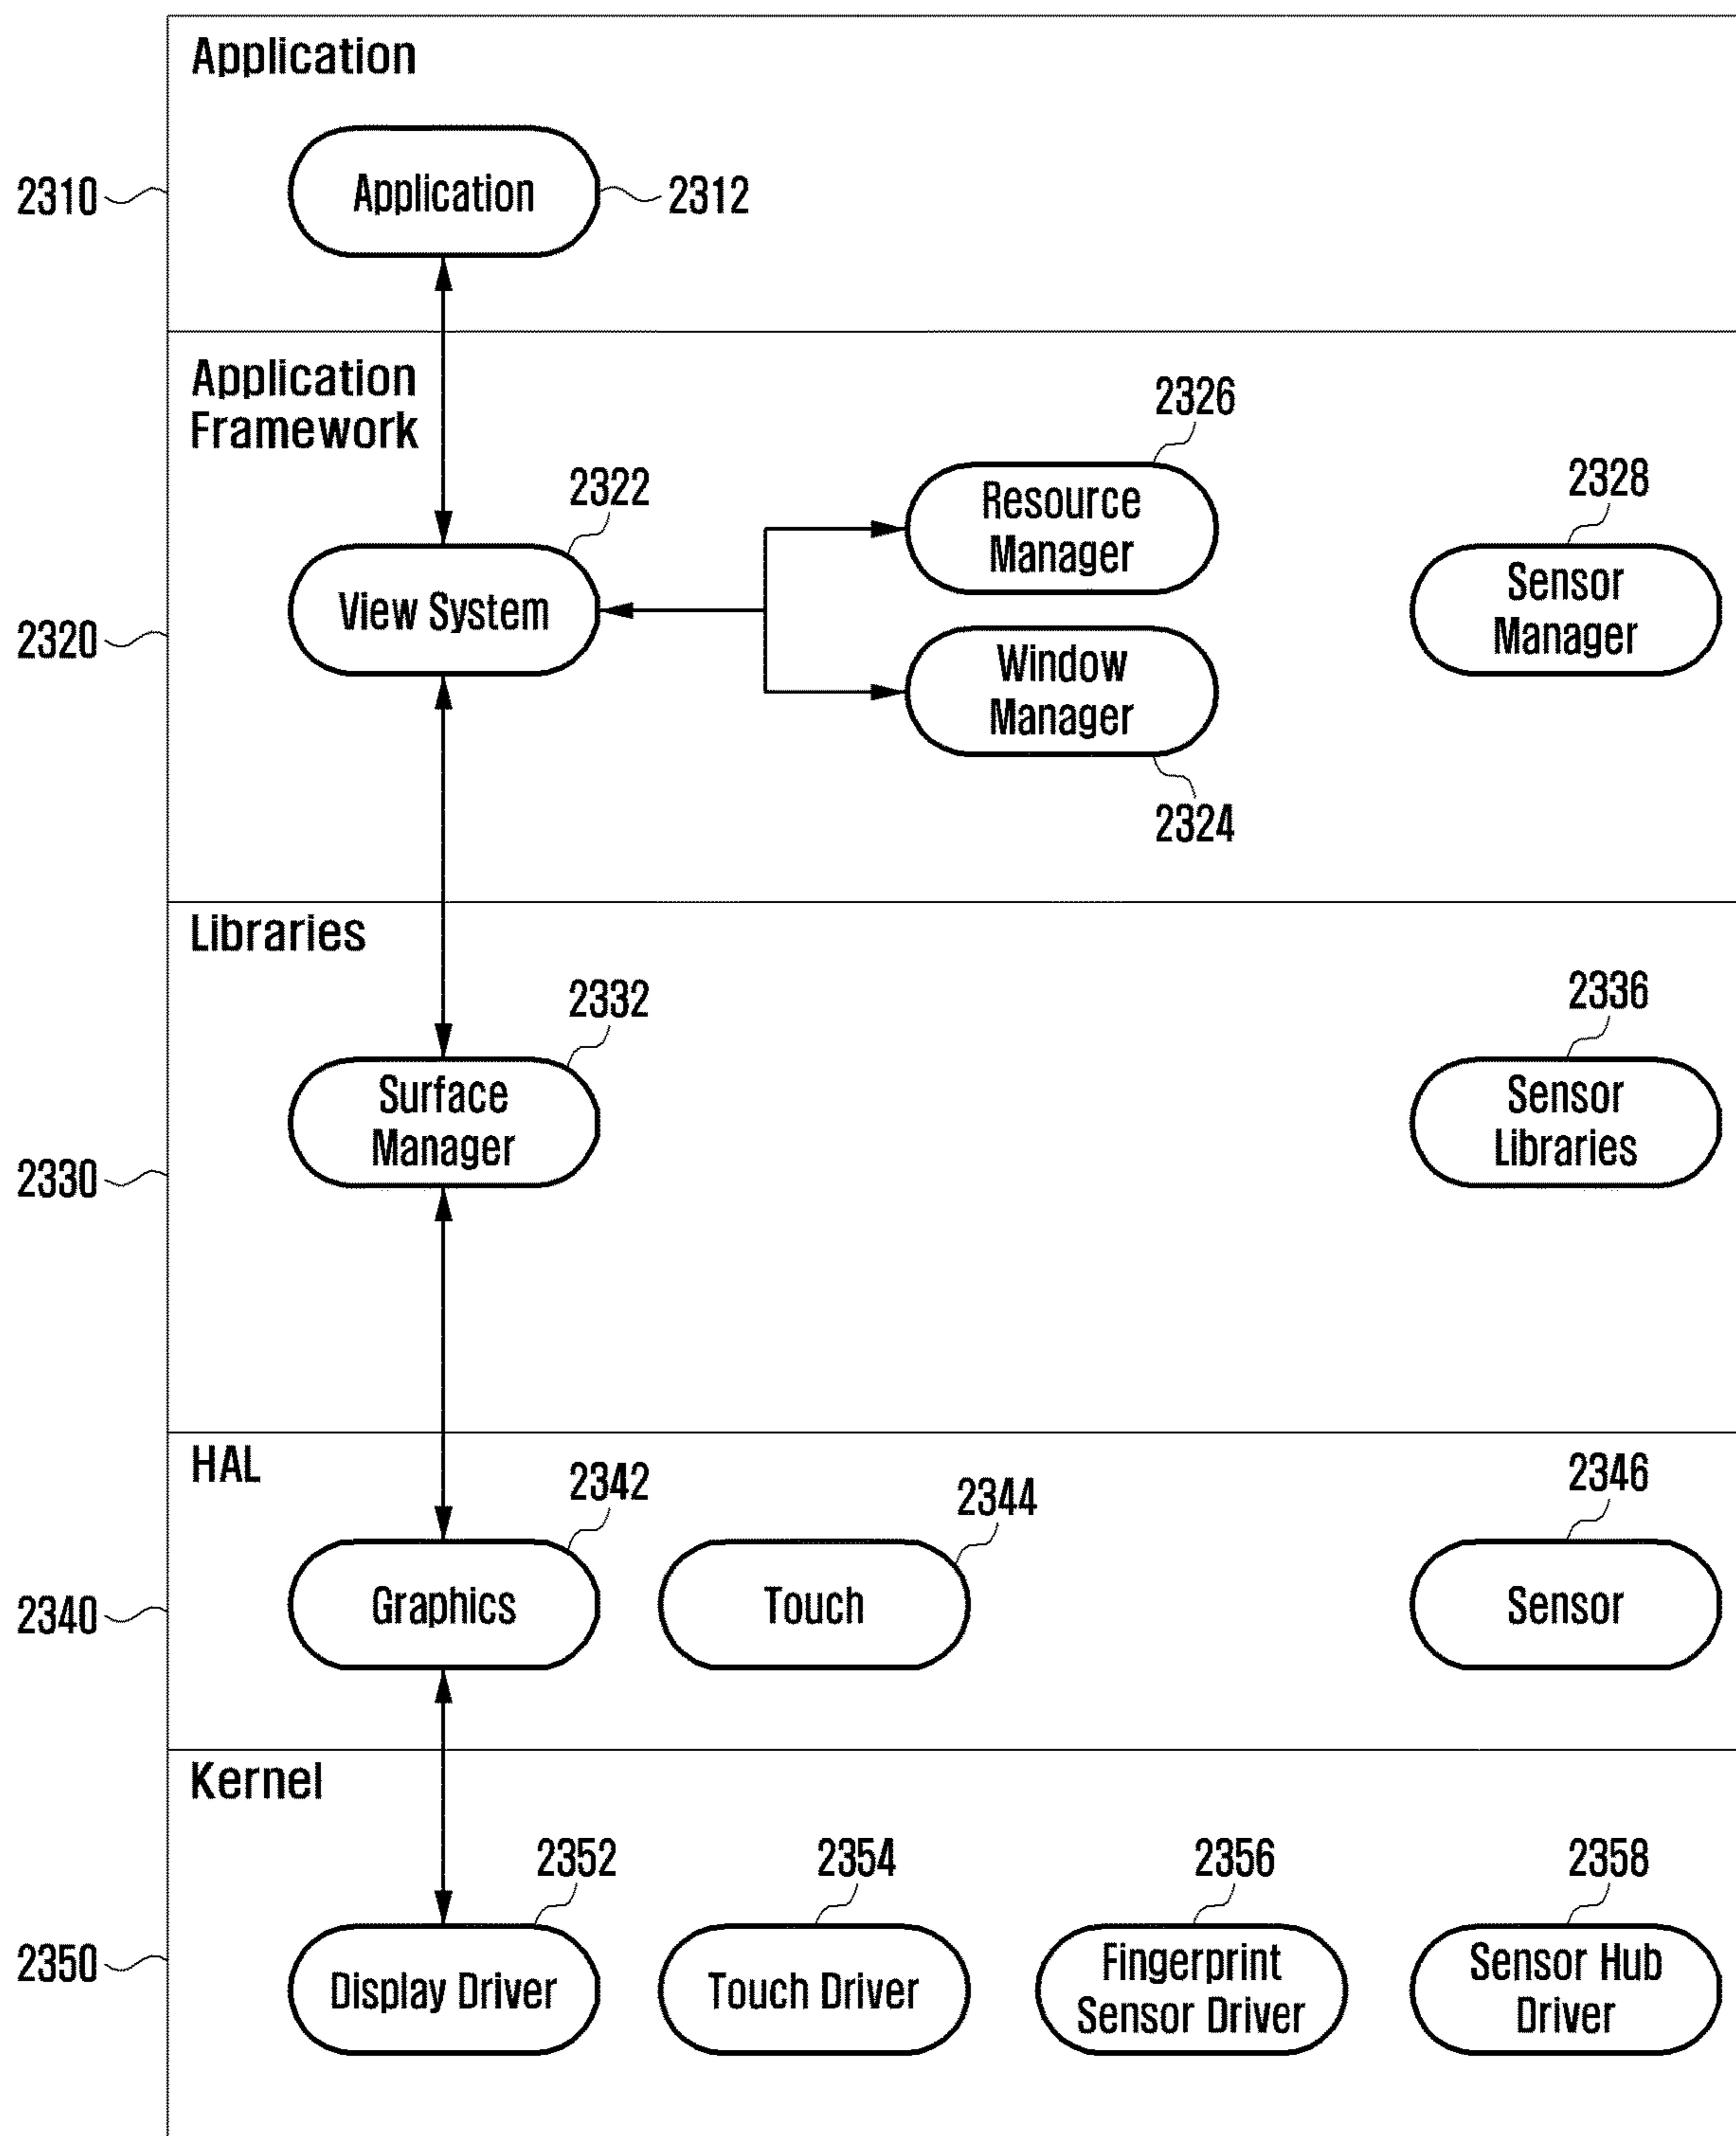 Application
2310
Application
2312
Application
Framework
2326
2328
2322
Resource
Manager
Sensor
Manager
View System
2320
Window
Manager
2324
Libraries
2332
2336
Surface
Manager
Sensor
Libraries
2330
HAL
2342
2344
2346
2340
Graphics
Touch
Sensor
Kernel
2352
2354
2356
2358
2350
Display Driver
Touch Driver
Fingerprint
Sensor Driver
Sensor Hub
Driver